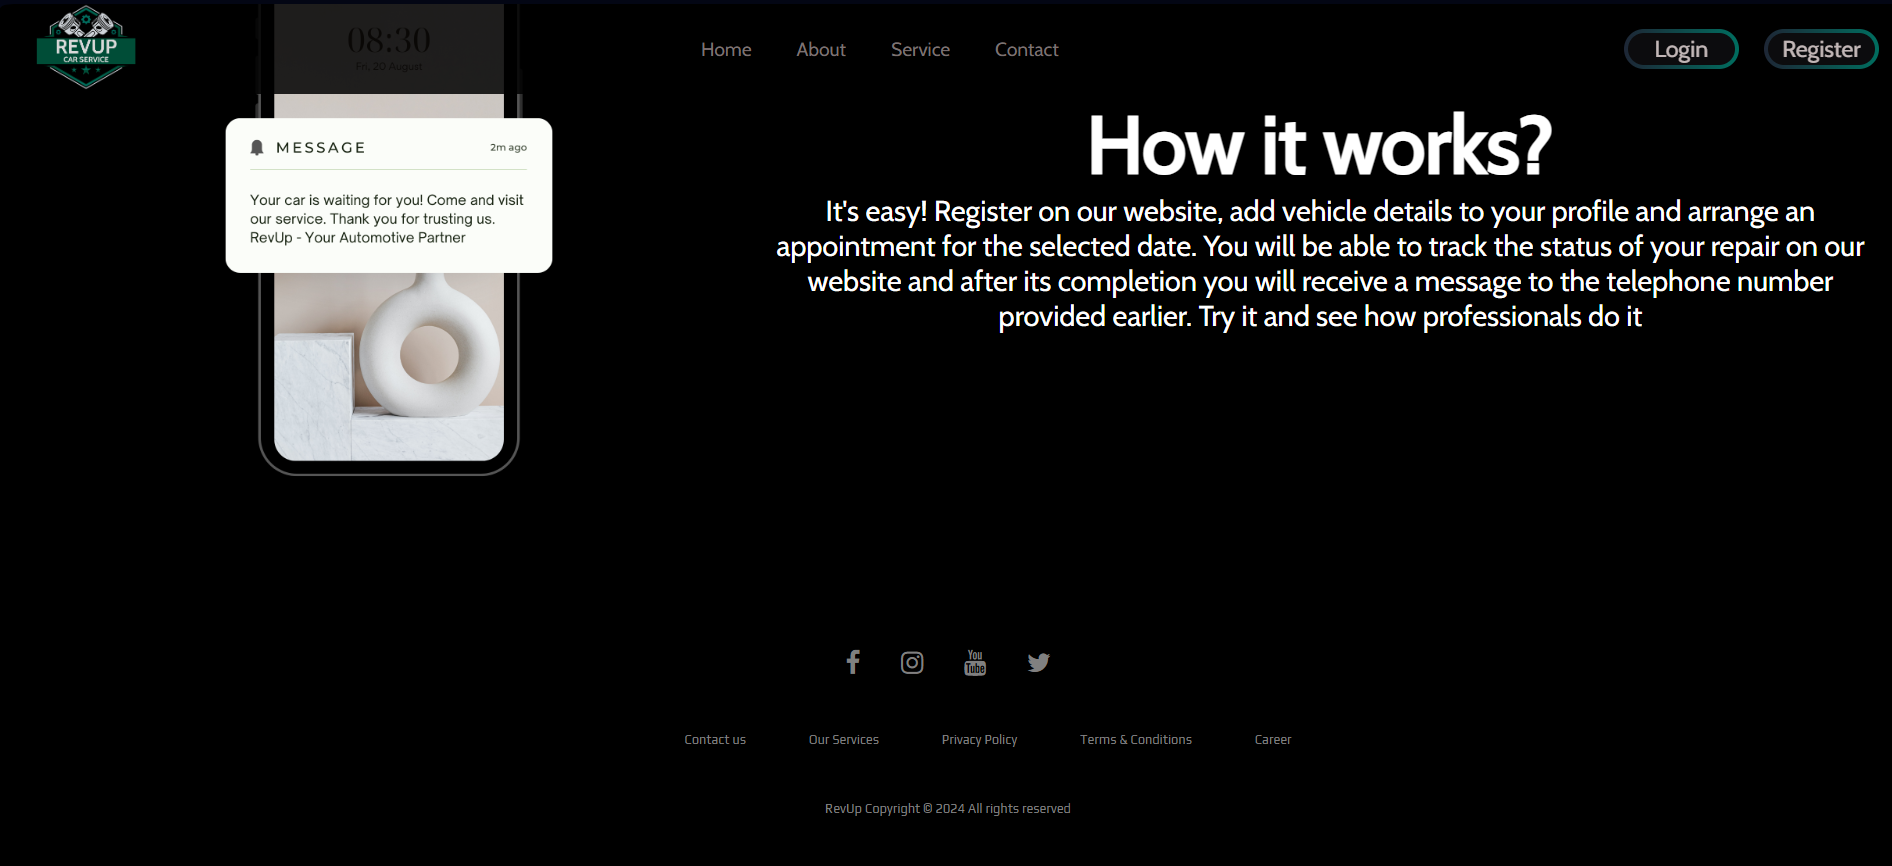 REVUP
CAR SERVICE
08:30
Fri, 20 August
Home
About
Service
Contact
Login
Register
MESSAGE
2m ago
Your car is waiting for you! Come and visit
our service. Thank you for trusting us.
RevUp - Your Automotive Partner
How it works?
It's easy! Register on our website, add vehicle details to your profile and arrange an
appointment for the selected date. You will be able to track the status of your repair on our
website and after its completion you will receive a message to the telephone number
provided earlier. Try it and see how professionals do it
You
Tube
Contact us
Our Services
Privacy Policy
Terms & Conditions
Career
RevUp Copyright © 2024 All rights reserved